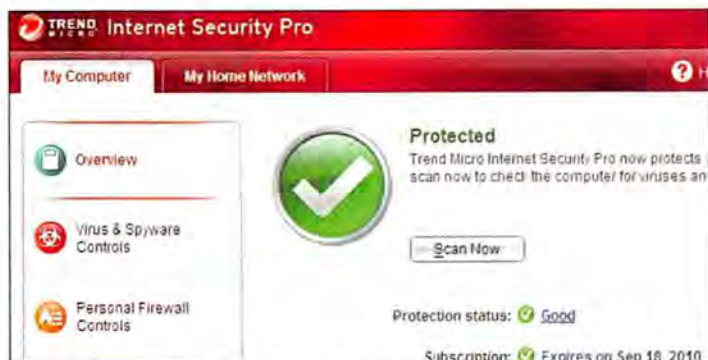 TREND MICRO Internet Security Pro
My Computer
My Home Network
Overview
Virus & Spyware
Controls
Personal Firewall
Controls
Protected
Trend Micro Internet Security Pro now protects
scan now to check the computer for viruses an
Scan Now
Protection status: Good
Subscription: Expires on Sep 18, 2010